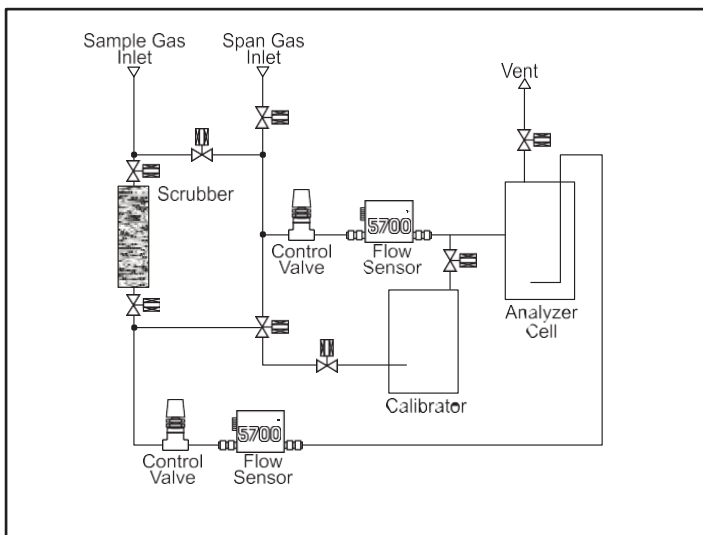 Sample Gas
Inlet
Span Gas
Inlet
Vent
Scrubber
5700
Control
Valve
Flow
Sensor
Analyzer
Cell
Calibrator
5700
Control
Valve
Flow
Sensor